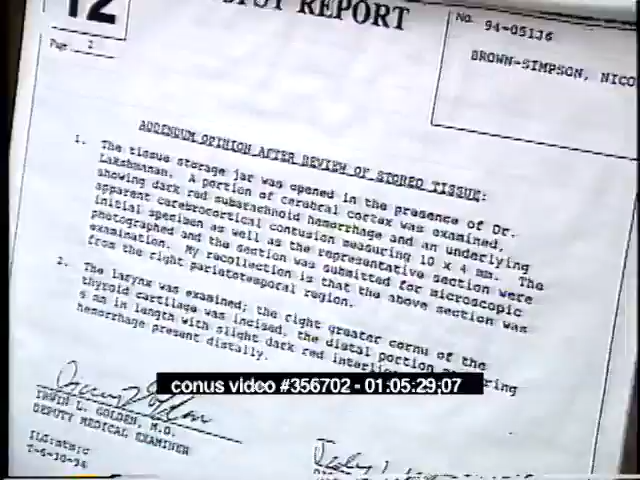 12
REPORT
No. 94-05136
Page 1
BROWN-SIMPSON, NICO
ADDENDUM OPINION AFTER REVIEW OF STORED TISSUE:
1. The tissue storage jar was opened in the presence of Dr.
Lakshmanan. A portion of cerebral cortex was examined,
showing dark red subarachnoid hemorrhage and an underlying
apparent cerebrocortical contusion measuring 10 x 4 mm. The
initial specimen as well as the representative section were
photographed and the section was submitted for microscopic
examination. My recollection is that the above section was
from the right parietotemporal region.
2. The larynx was examined; the right greater cornu of the
thyroid cartilage was incised, the distal portion
mm in length with slight dark red
hemorrhage present distally.
conus video #356702 - 01:05:29;07
IRWIN L. GOLDEN, M.D.
DEPUTY MEDICAL EXAMINER